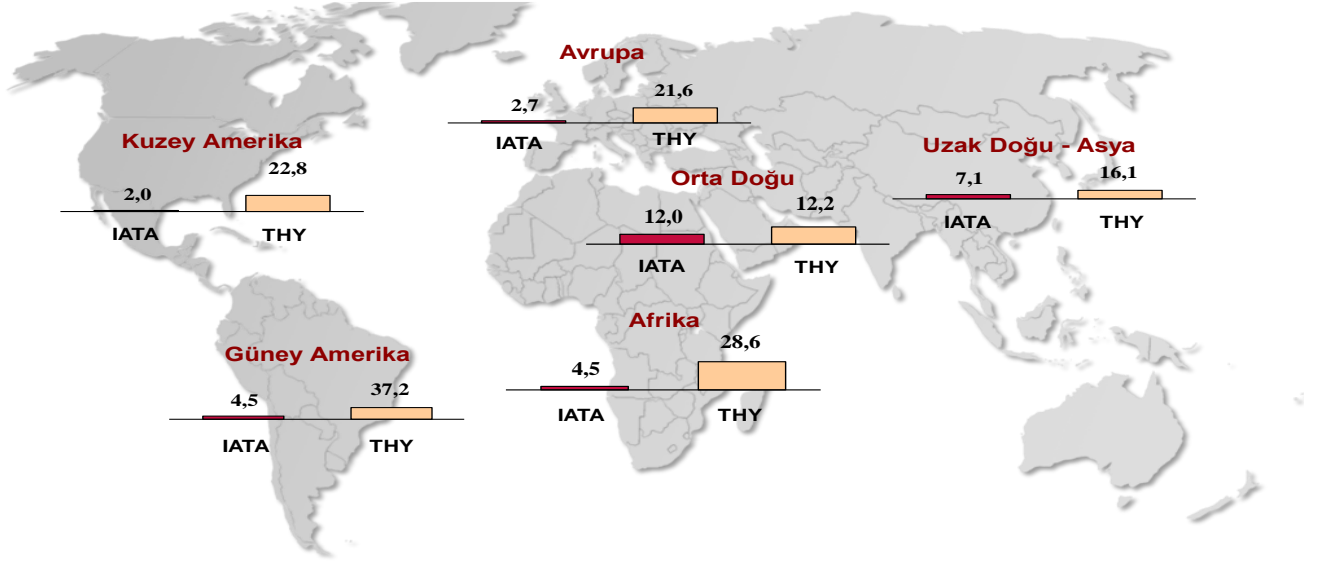 Avrupa
2,7
21,6
IATA
THY
Kuzey Amerika
2,0
22,8
IATA
THY
Uzak Doğu - Asya
7,1
16,1
IATA
THY
Orta Doğu
12,0
12,2
IATA
THY
Afrika
4,5
28,6
IATA
THY
Güney Amerika
4,5
37,2
IATA
THY